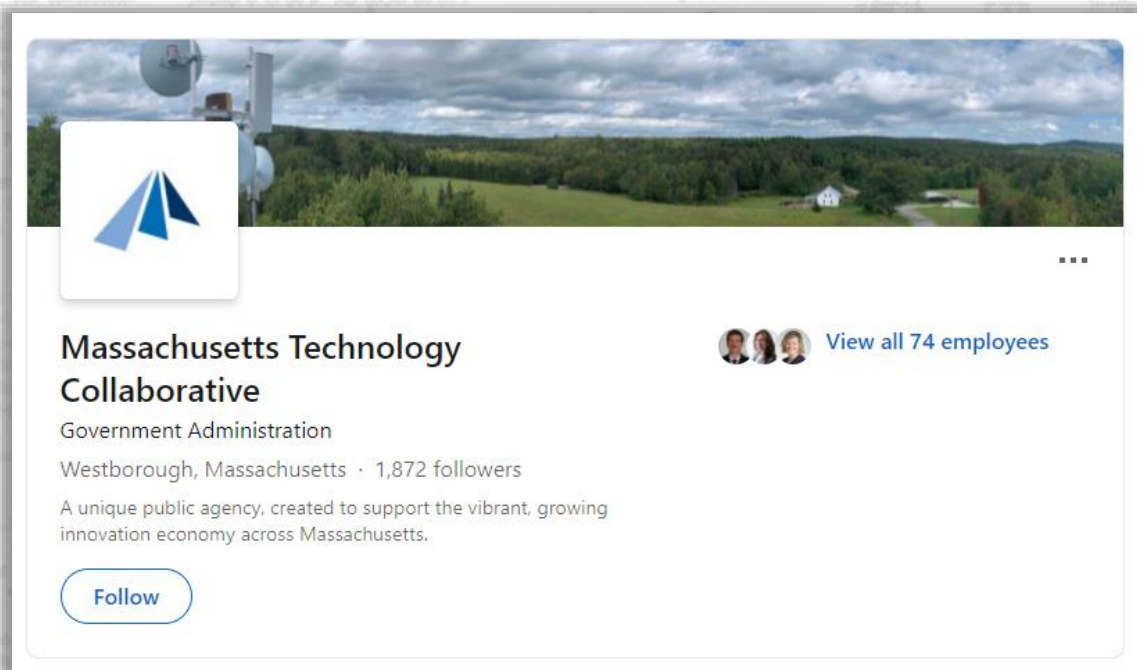 Massachusetts Technology
Collaborative
View all 74 employees
Government Administration
Westborough, Massachusetts · 1,872 followers
A unique public agency, created to support the vibrant, growing
innovation economy across Massachusetts.
Follow